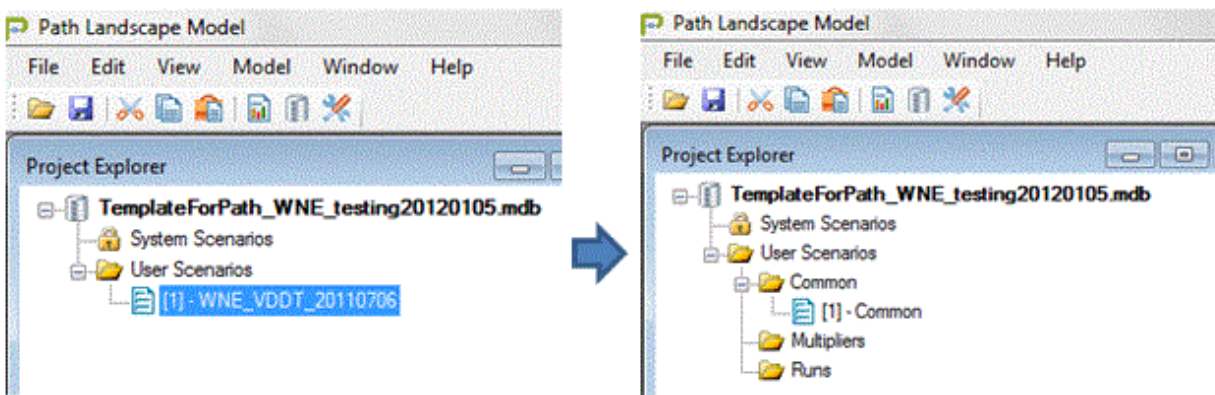 Path Landscape Model
File Edit View Model Window Help
Project Explorer
TemplateForPath_WNE_testing20120105.mdb
System Scenarios
User Scenarios
[1] - WNE_VDDT_20110706
Path Landscape Model
File Edit View Model Window Help
Project Explorer
TemplateForPath_WNE_testing20120105.mdb
System Scenarios
User Scenarios
Common
[1] - Common
Multipliers
Runs